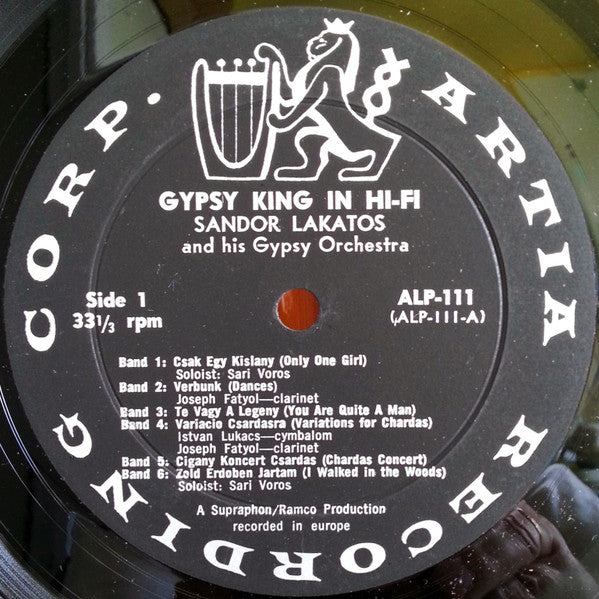 ARTIA RECORDING CORP.
GYPSY KING IN HI-FI
SANDOR LAKATOS
and his Gypsy Orchestra
Side 1
33 1/3 rpm
ALP-111
(ALP-111-A)
Band 1: Csak Egy Kislany (Only One Girl)
Soloist: Sari Voros
Band 2: Verbunk (Dances)
Joseph Fatyol—clarinet
Band 3: Te Vagy A Legeny (You Are Quite A Man)
Band 4: Variacio Csardasra (Variations for Chardas)
Istvan Lukacs—cymbalom
Joseph Fatyol—clarinet
Band 5: Cigany Koncert Csardas (Chardas Concert)
Band 6: Zold Erdoben Jartam (I Walked in the Woods)
Soloist: Sari Voros
A Supraphon/Ramco Production
recorded in europe